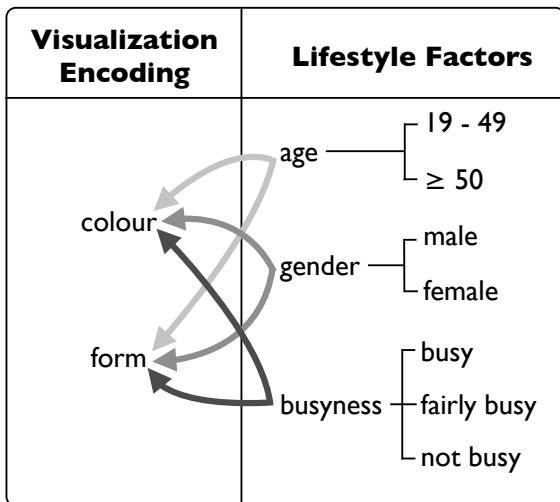 Visualization
Encoding
Lifestyle Factors
age
19 - 49
≥ 50
colour
gender
male
female
form
busyness
busy
fairly busy
not busy